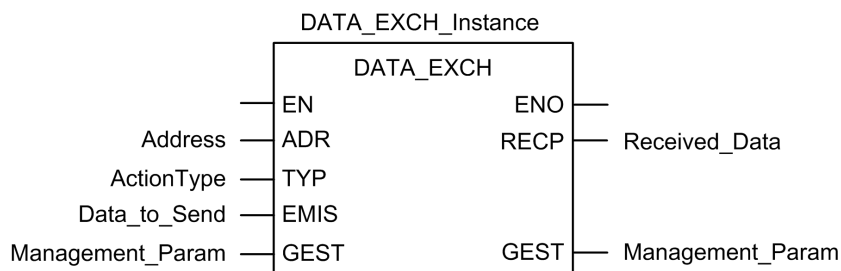 DATA_EXCH_Instance
DATA_EXCH
EN ENO
Address ADR RECP Received_Data
ActionType TYP
Data_to_Send EMIS
Management_Param GEST GEST Management_Param